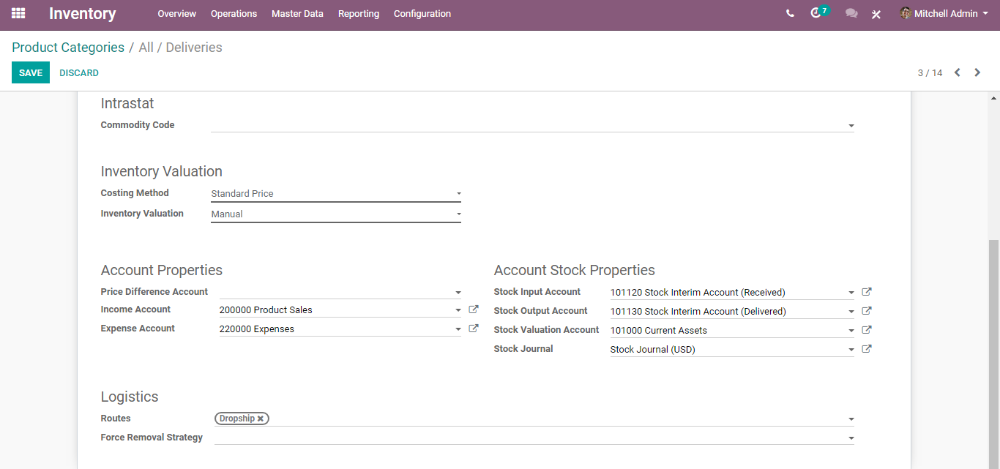 Inventory Overview Operations Master Data Reporting Configuration 7 Mitchell Admin
Product Categories / All / Deliveries
SAVE DISCARD 3 / 14
Intrastat
Commodity Code
Inventory Valuation
Costing Method Standard Price
Inventory Valuation Manual
Account Properties Account Stock Properties
Price Difference Account Stock Input Account 101120 Stock Interim Account (Received)
Income Account 200000 Product Sales Stock Output Account 101130 Stock Interim Account (Delivered)
Expense Account 220000 Expenses Stock Valuation Account 101000 Current Assets
Stock Journal Stock Journal (USD)
Logistics
Routes Dropship
Force Removal Strategy